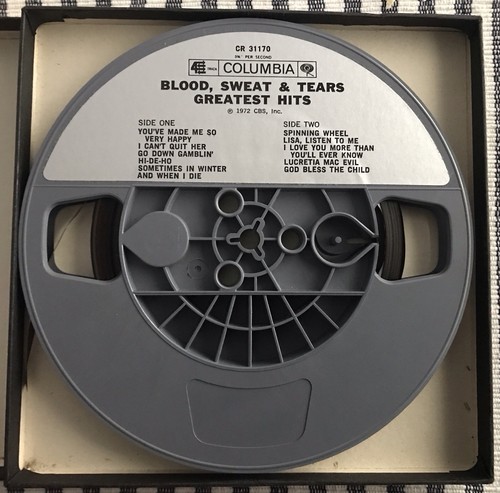 CR 31170
3¾" PER SECOND
4 TRACK COLUMBIA
BLOOD, SWEAT & TEARS
GREATEST HITS
℗ 1972 CBS, Inc.
SIDE ONE
YOU'VE MADE ME SO
VERY HAPPY
I CAN'T QUIT HER
GO DOWN GAMBLIN'
HI-DE-HO
SOMETIMES IN WINTER
AND WHEN I DIE
SIDE TWO
SPINNING WHEEL
LISA, LISTEN TO ME
I LOVE YOU MORE THAN
YOU'LL EVER KNOW
LUCRETIA MAC EVIL
GOD BLESS THE CHILD